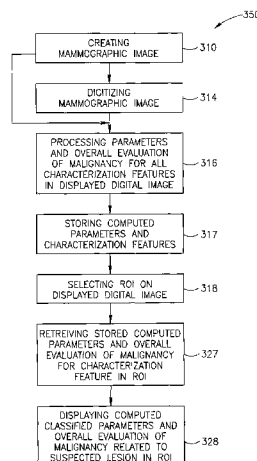 350
CREATING
MAMMOGRAPHIC IMAGE
310
DIGITIZING
MAMMOGRAPHIC IMAGE
314
PROCESSING PARAMETERS
AND OVERALL EVALUATION
OF MALIGNANCY FOR ALL
CHARACTERIZATION FEATURES
IN DISPLAYED DIGITAL IMAGE
316
STORING COMPUTED
PARAMETERS AND
CHARACTERIZATION FEATURES
317
SELECTING ROI ON
DISPLAYED DIGITAL IMAGE
318
RETREIVING STORED COMPUTED
PARAMETERS AND OVERALL
EVALUATION OF MALIGNANCY
FOR CHARACTERIZATION
FEATURE IN ROI
327
DISPLAYING COMPUTED
CLASSIFIED PARAMETERS AND
OVERALL EVALUATION OF
MALIGNANCY RELATED TO
SUSPECTED LESION IN ROI
328